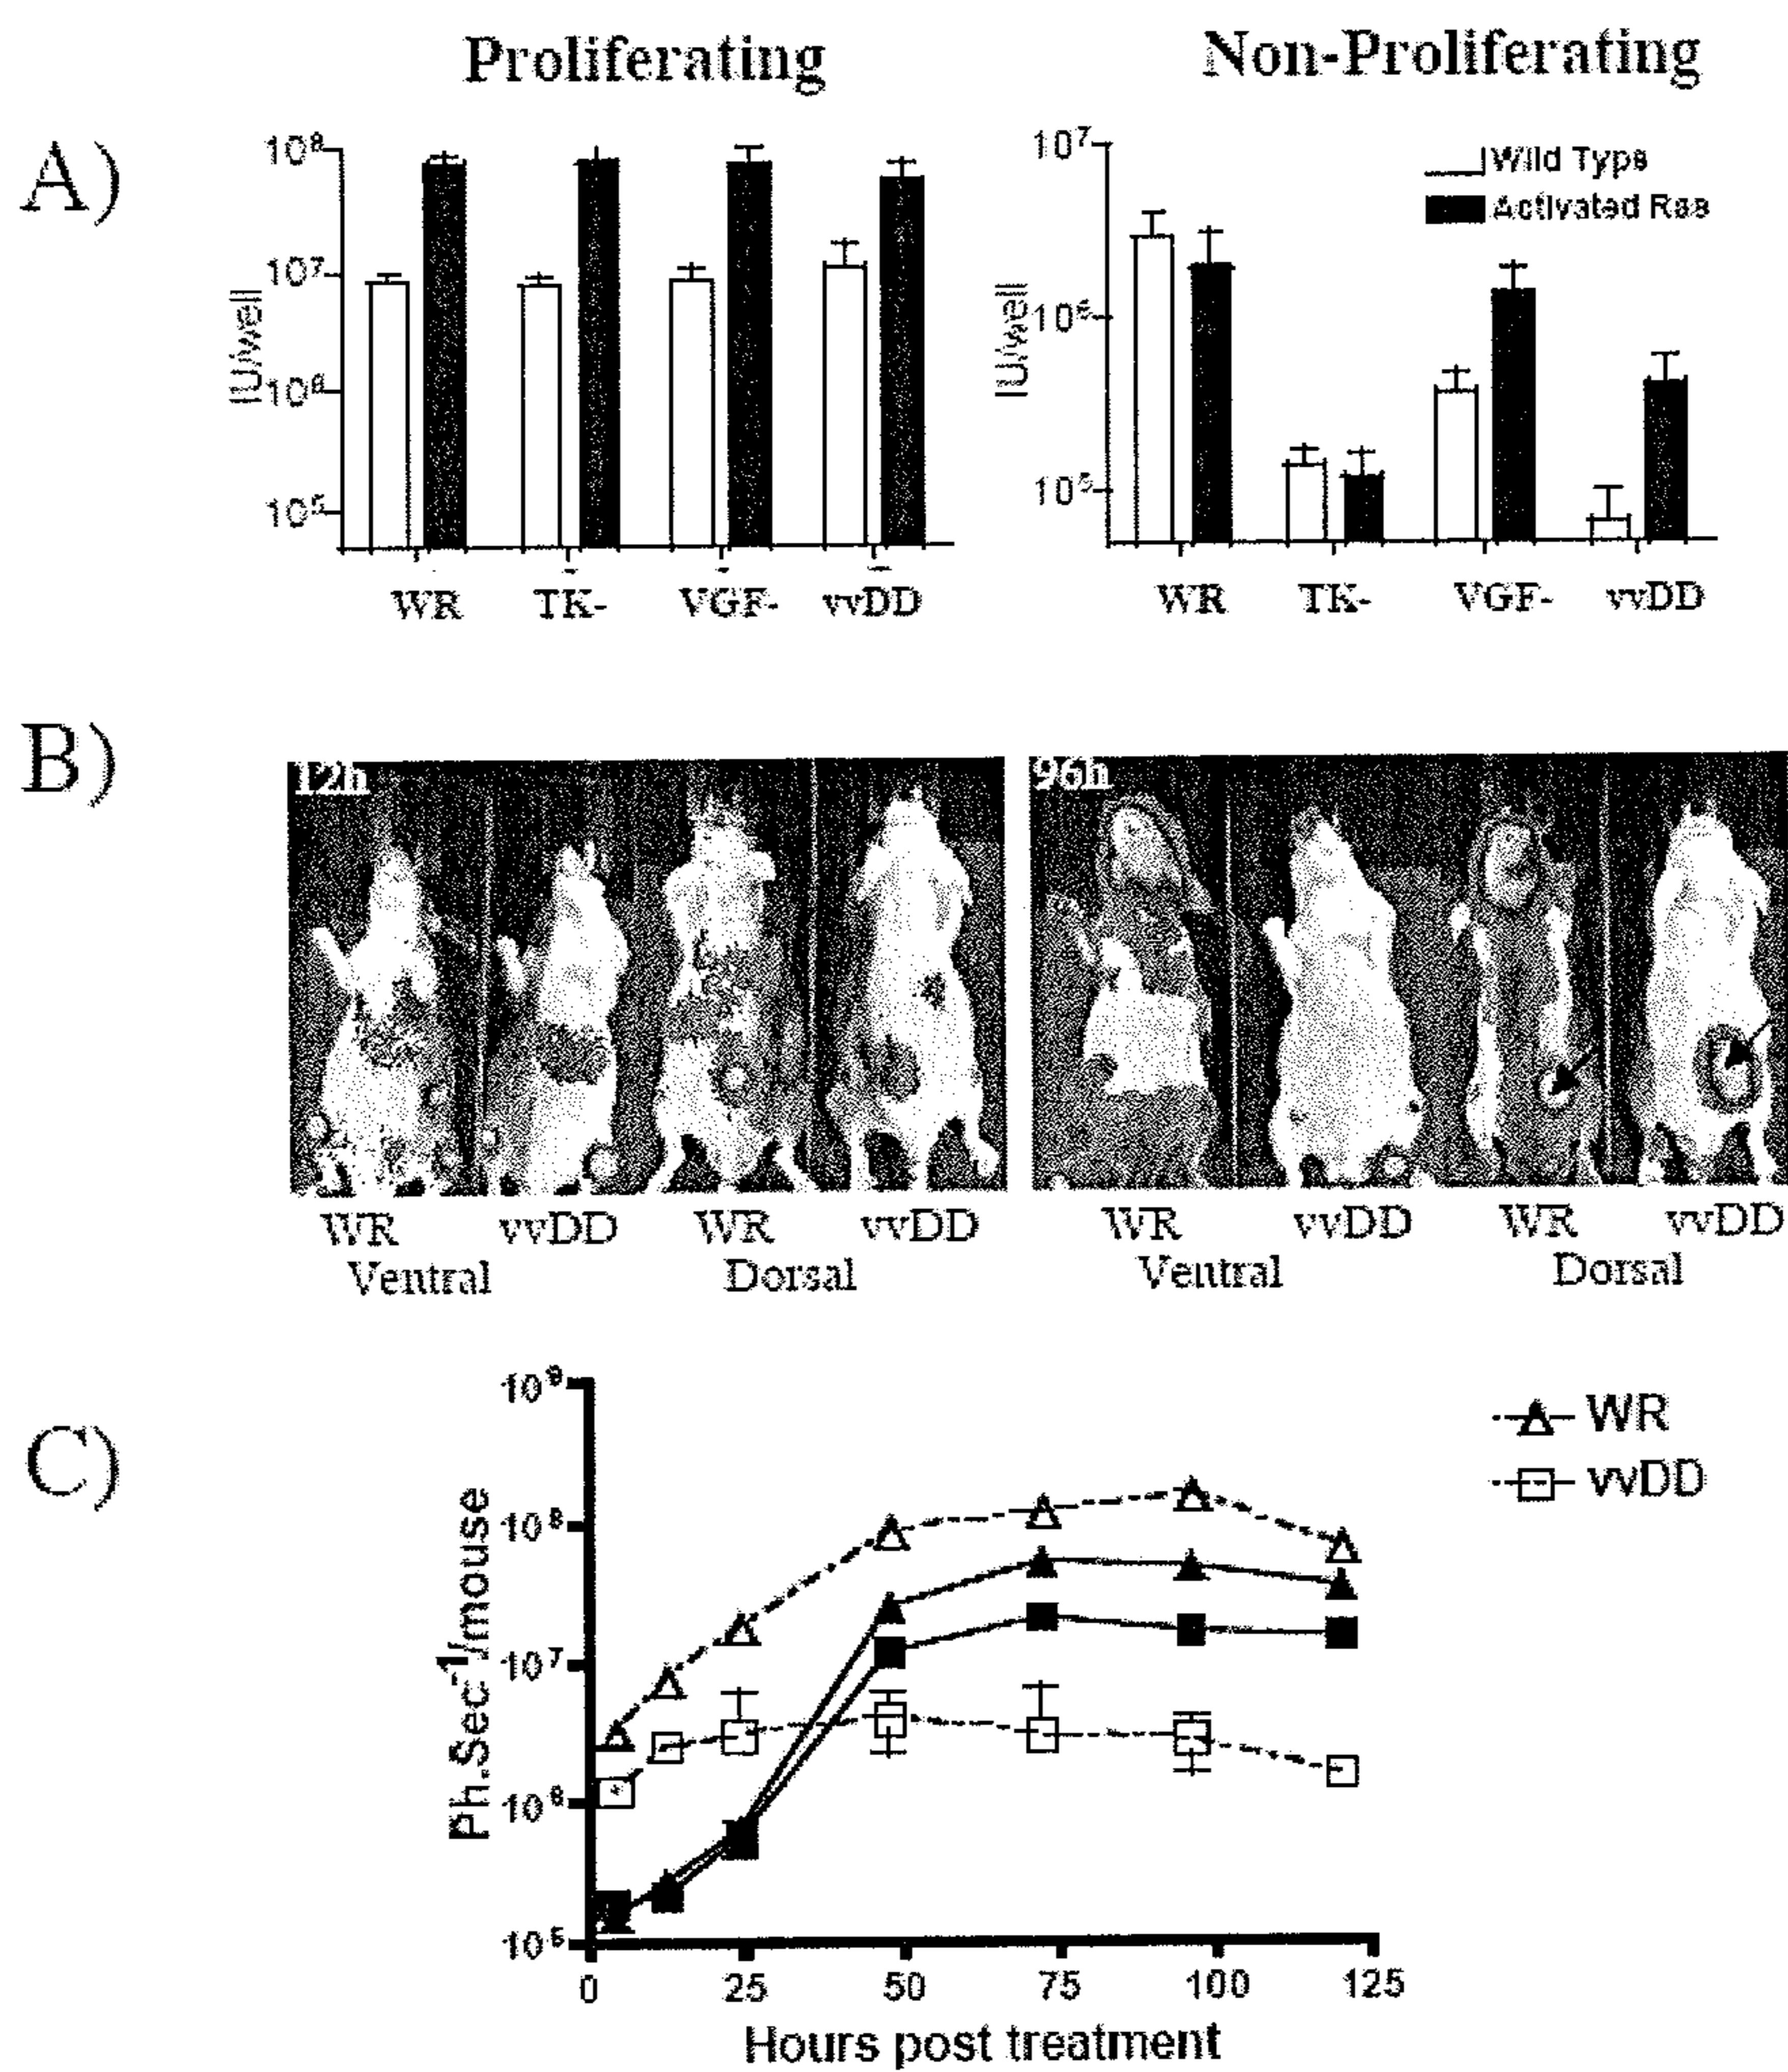 Proliferating
Non-Proliferating
A)
10⁸
10⁷
10⁶
10⁵
IU/well
WR TK- VGF- vvDD
10⁷
10⁶
10⁵
IU/well
Wild Type
Activated Ras
WR TK- VGF- vvDD
B)
12h
96h
WR vvDD WR vvDD
Ventral Dorsal
WR vvDD WR vvDD
Ventral Dorsal
C)
10⁹
10⁸
10⁷
10⁶
10⁵
Ph.Sec⁻¹/mouse
WR
vvDD
0 25 50 75 100 125
Hours post treatment